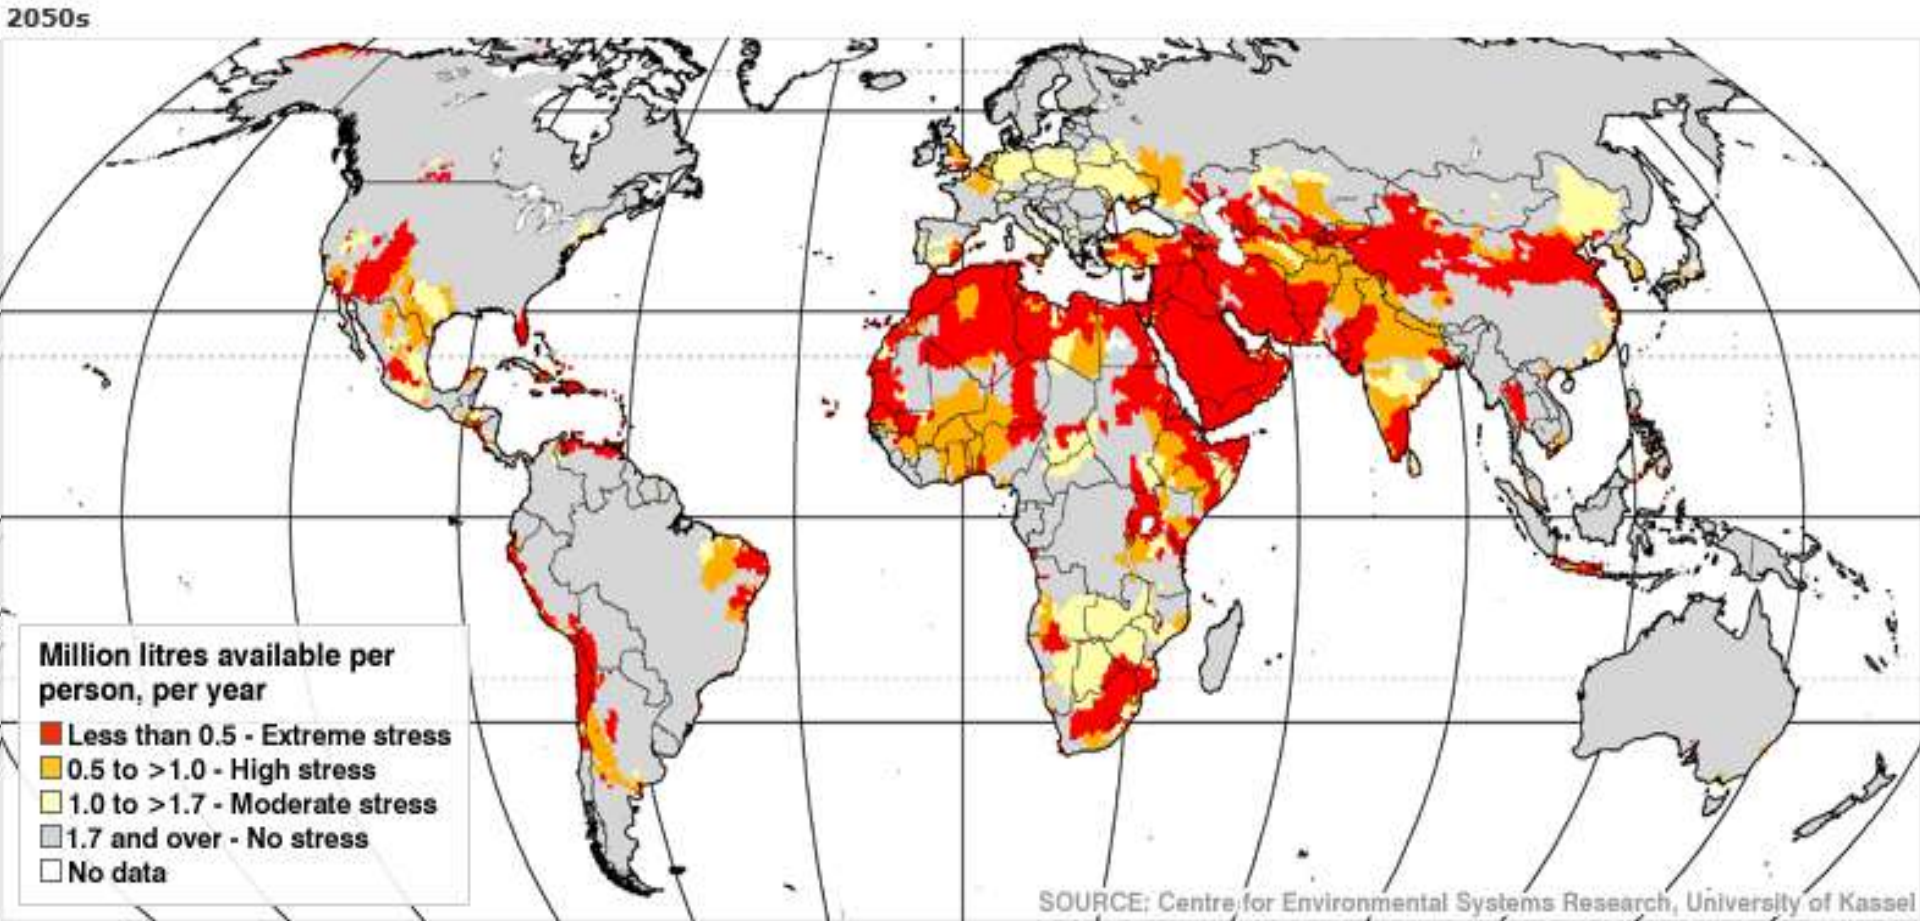 2050s
Million litres available per
person, per year
Less than 0.5 - Extreme stress
0.5 to >1.0 - High stress
1.0 to >1.7 - Moderate stress
1.7 and over - No stress
No data
SOURCE: Centre for Environmental Systems Research, University of Kassel